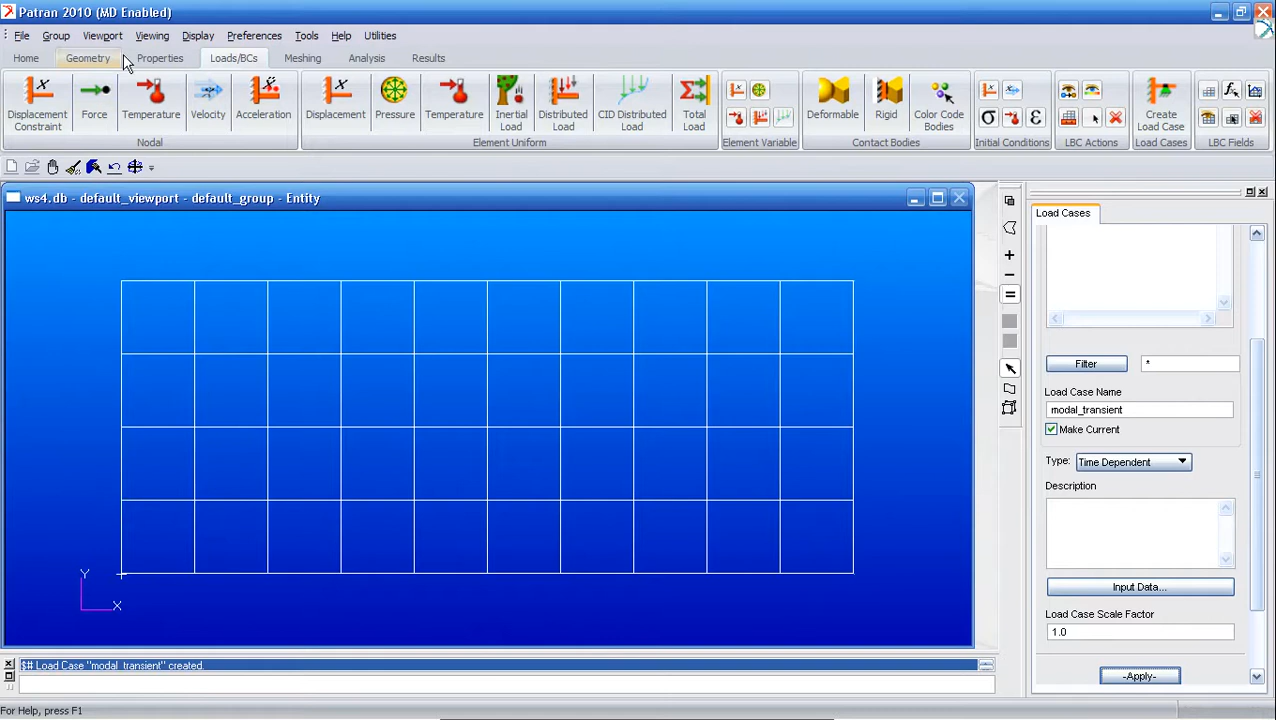 Patran 2010 (MD Enabled)
File Group Viewport Viewing Display Preferences Tools Help Utilities
Home Geometry Properties Loads/BCs Meshing Analysis Results
Displacement Constraint
Force
Temperature
Velocity
Acceleration
Displacement
Pressure
Temperature
Inertial Load
Distributed Load
CID Distributed Load
Total Load
Deformable
Rigid
Color Code Bodies
Create Load Case
Nodal
Element Uniform
Element Variable
Contact Bodies
Initial Conditions
LBC Actions
Load Cases
LBC Fields
ws4.db - default_viewport - default_group - Entity
Y
X
Load Cases
Filter *
Load Case Name
modal_transient
Make Current
Type: Time Dependent
Description
Input Data...
Load Case Scale Factor
1.0
-Apply-
$# Load Case "modal_transient" created.
For Help, press F1